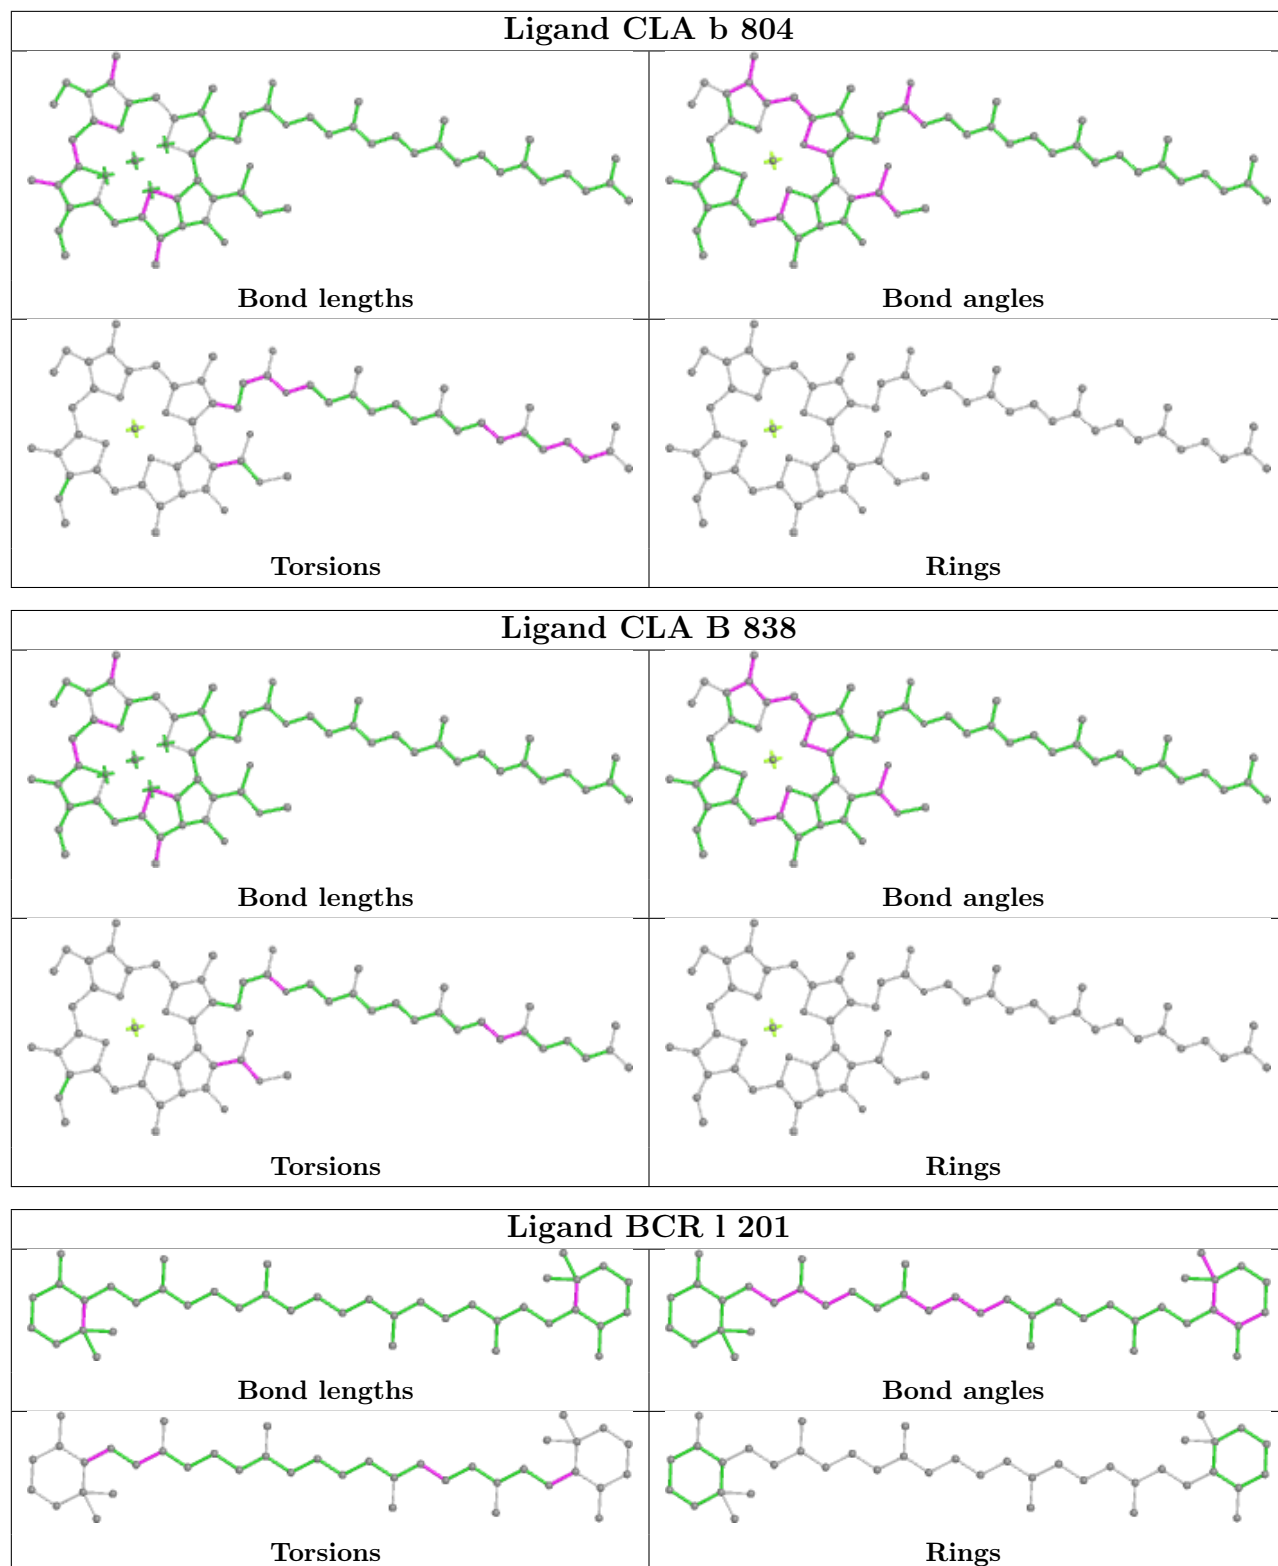 Ligand CLA b 804
Bond lengths
Bond angles
Torsions
Rings
Ligand CLA B 838
Bond lengths
Bond angles
Torsions
Rings
Ligand BCR l 201
Bond lengths
Bond angles
Torsions
Rings